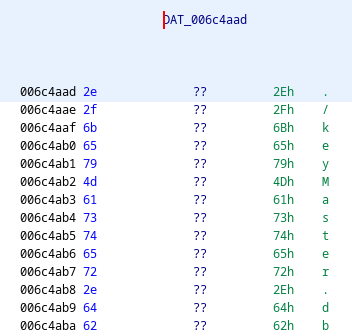 DAT_006c4aad
006c4aad 2e ?? 2Eh .
006c4aae 2f ?? 2Fh /
006c4aaf 6b ?? 6Bh k
006c4ab0 65 ?? 65h e
006c4ab1 79 ?? 79h y
006c4ab2 4d ?? 4Dh M
006c4ab3 61 ?? 61h a
006c4ab4 73 ?? 73h s
006c4ab5 74 ?? 74h t
006c4ab6 65 ?? 65h e
006c4ab7 72 ?? 72h r
006c4ab8 2e ?? 2Eh .
006c4ab9 64 ?? 64h d
006c4aba 62 ?? 62h b